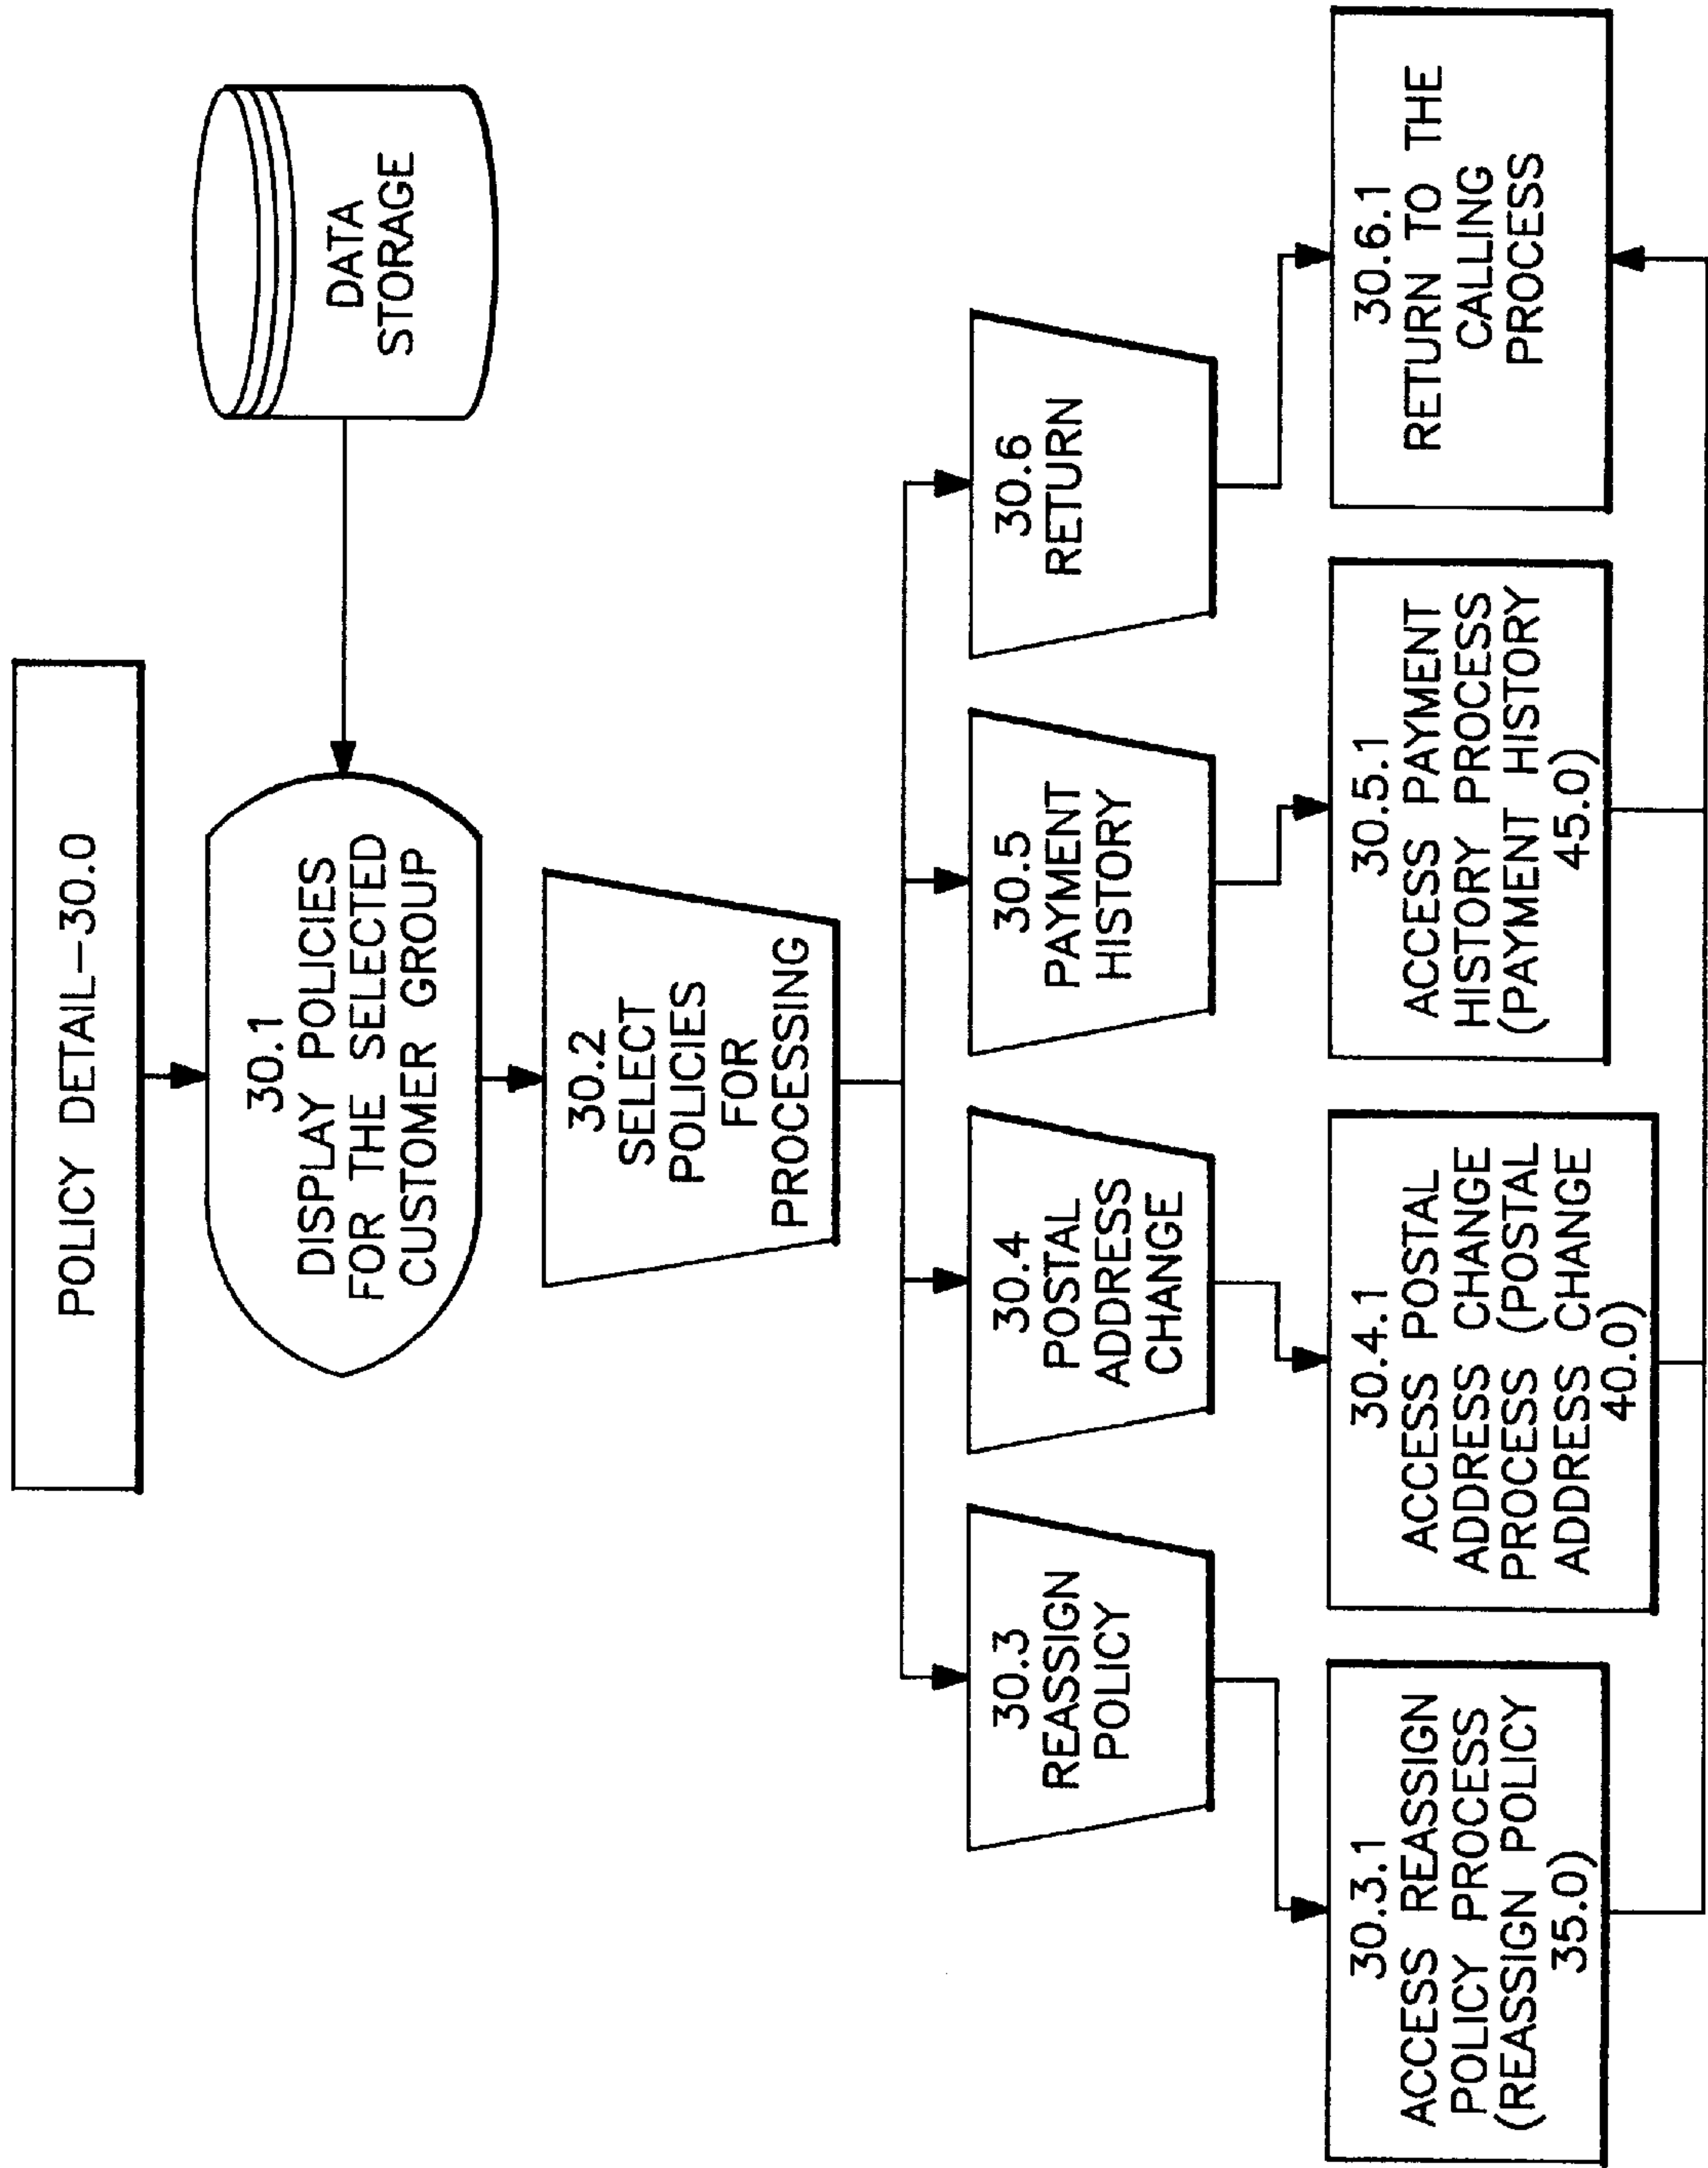 POLICY DETAIL-30.0
30.1
DISPLAY POLICIES
FOR THE SELECTED
CUSTOMER GROUP
DATA
STORAGE
30.2
SELECT
POLICIES
FOR
PROCESSING
30.3
REASSIGN
POLICY
30.4
POSTAL
ADDRESS
CHANGE
30.5
PAYMENT
HISTORY
30.6
RETURN
30.3.1
ACCESS REASSIGN
POLICY PROCESS
(REASSIGN POLICY
35.0)
30.4.1
ACCESS POSTAL
ADDRESS CHANGE
PROCESS (POSTAL
ADDRESS CHANGE
40.0)
30.5.1
ACCESS PAYMENT
HISTORY PROCESS
(PAYMENT HISTORY
45.0)
30.6.1
RETURN TO THE
CALLING
PROCESS